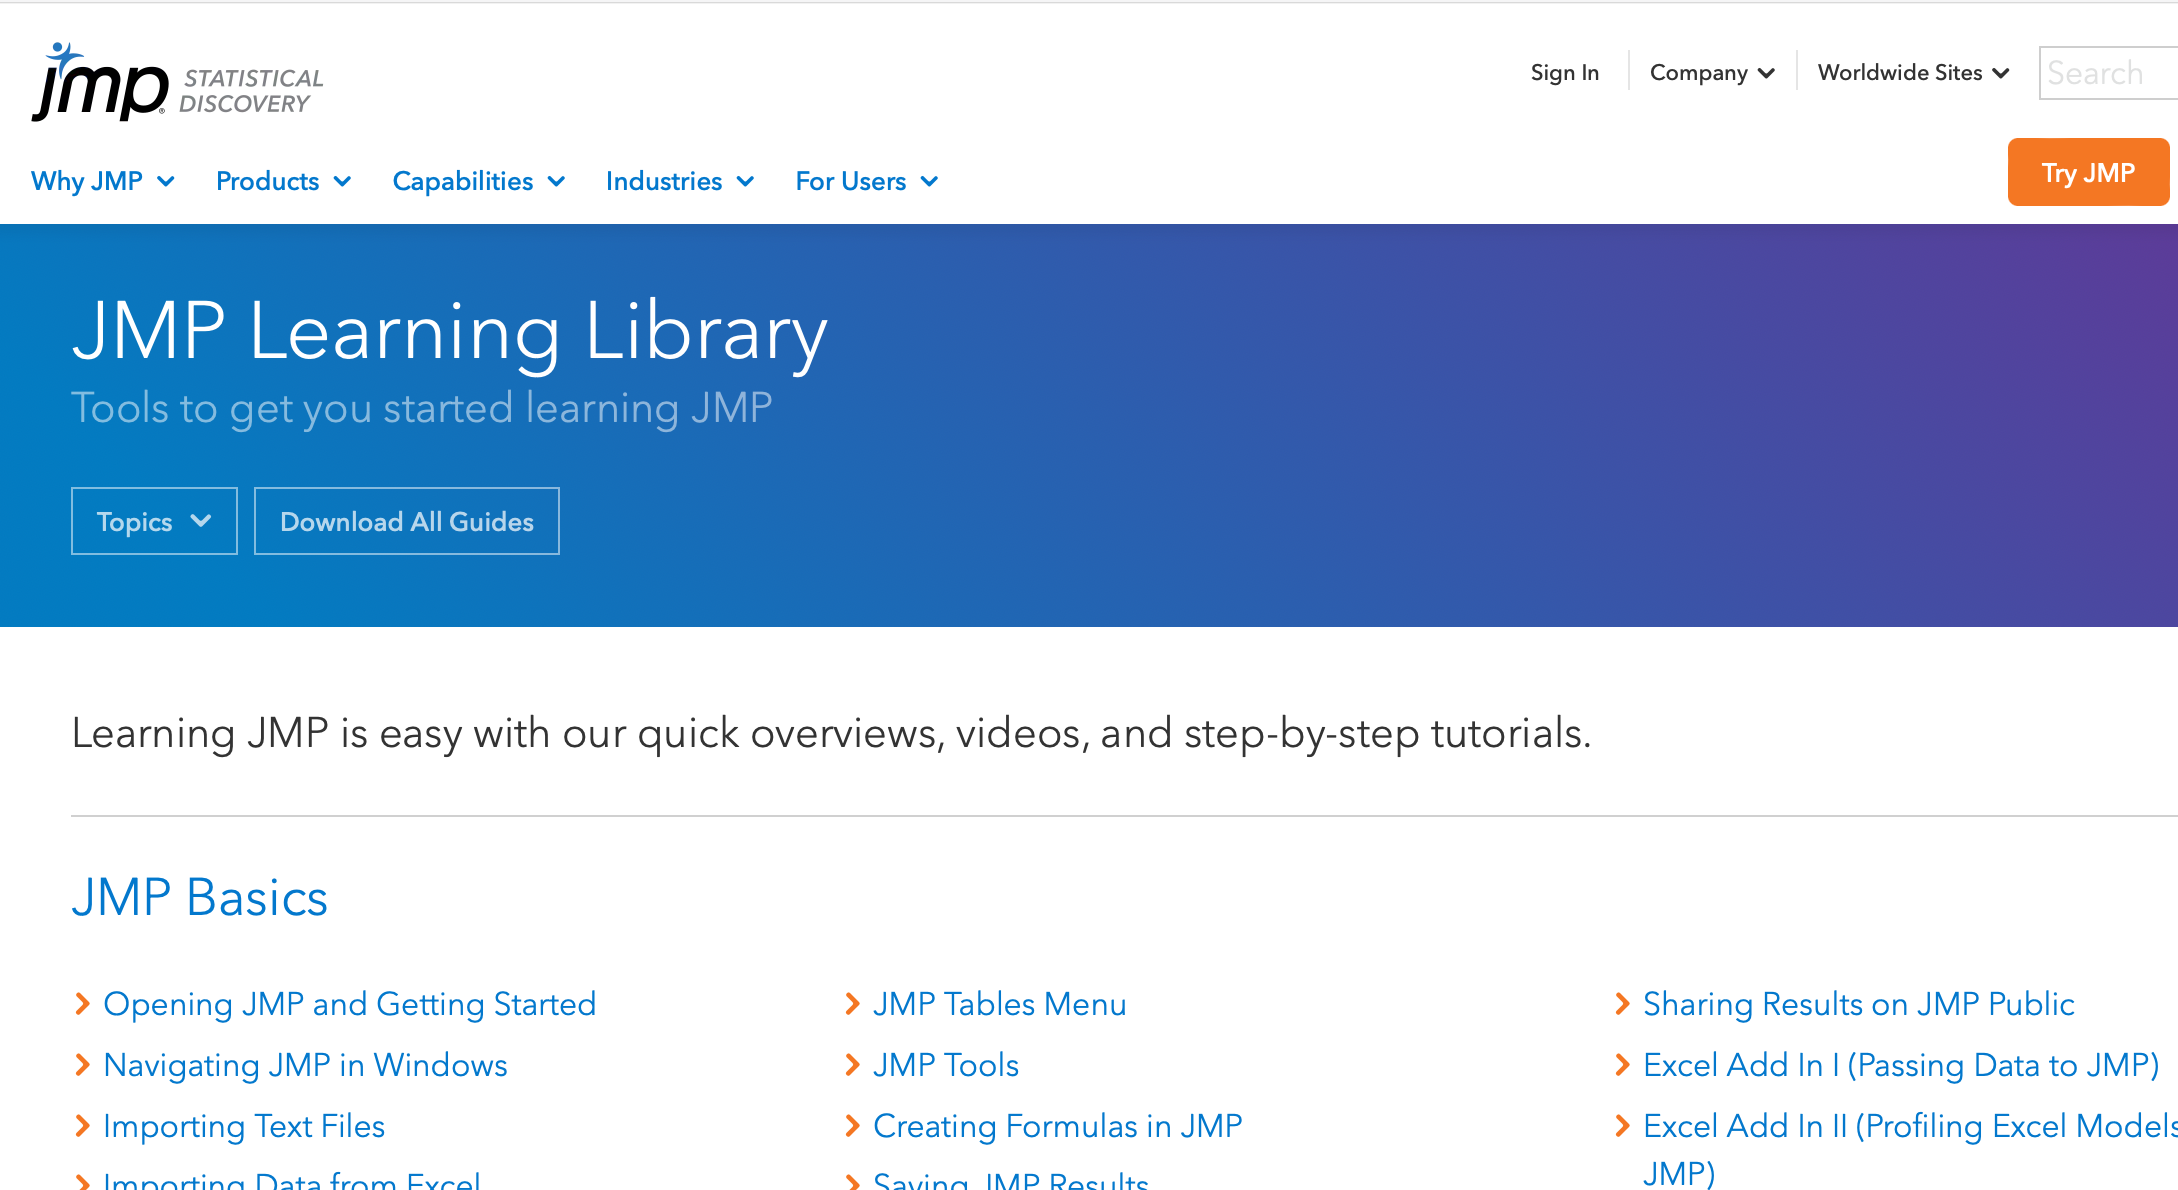 jmp STATISTICAL DISCOVERY
Sign In
Company
Worldwide Sites
Search
Why JMP
Products
Capabilities
Industries
For Users
Try JMP
JMP Learning Library
Tools to get you started learning JMP
Topics
Download All Guides
Learning JMP is easy with our quick overviews, videos, and step-by-step tutorials.
JMP Basics
Opening JMP and Getting Started
Navigating JMP in Windows
Importing Text Files
Importing Data from Excel
JMP Tables Menu
JMP Tools
Creating Formulas in JMP
Saving JMP Results
Sharing Results on JMP Public
Excel Add In I (Passing Data to JMP)
Excel Add In II (Profiling Excel Models
JMP)